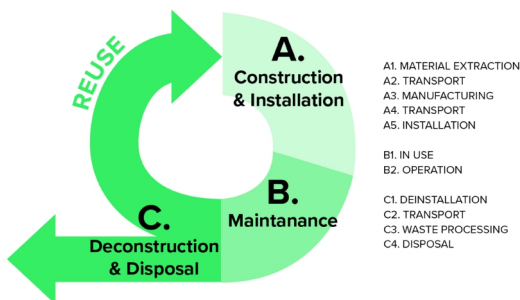 REUSE
A.
Construction
& Installation
B.
Maintanance
C.
Deconstruction
& Disposal
A1. MATERIAL EXTRACTION
A2. TRANSPORT
A3. MANUFACTURING
A4. TRANSPORT
A5. INSTALLATION
B1. IN USE
B2. OPERATION
C1. DEINSTALLATION
C2. TRANSPORT
C3. WASTE PROCESSING
C4. DISPOSAL